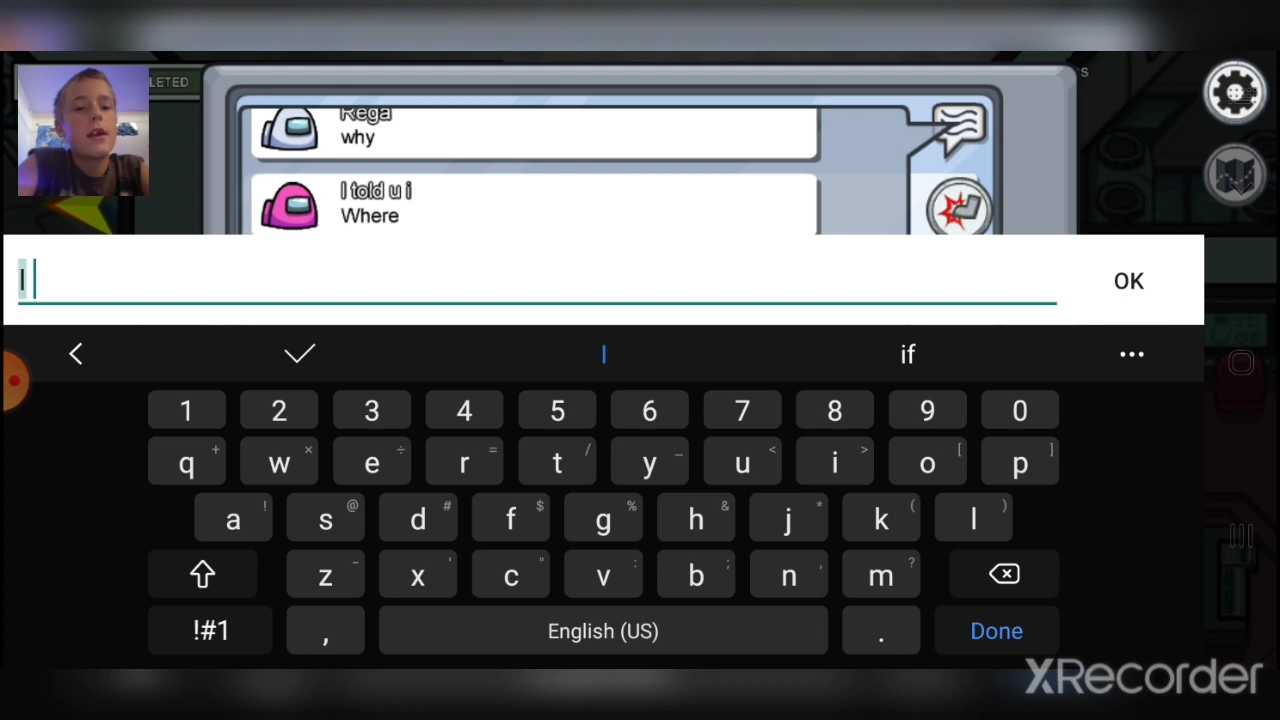 LETED
'S
Rega
why
I told u i
Where
I
OK
I
if
1 2 3 4 5 6 7 8 9 0
q + w × e ÷ r = t / y _ u < i > o [ p ]
a ! s @ d # f $ g % h & j * k ( l )
z - x ' c " v : b ; n , m ?
!#1 , English (US) . Done
XRecorder